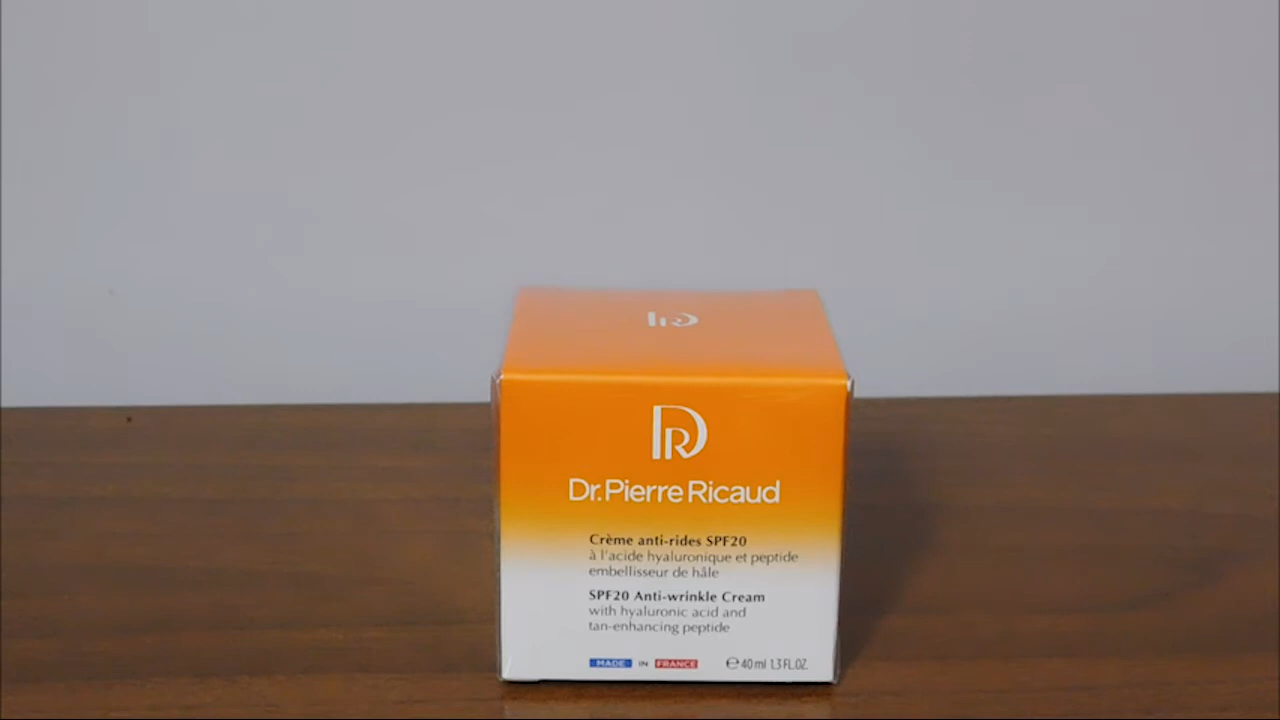 DR
DR
Dr. Pierre Ricaud
Crème anti-rides SPF20
à l'acide hyaluronique et peptide
embellisseur de hâle
SPF20 Anti-wrinkle Cream
with hyaluronic acid and
tan-enhancing peptide
MADE IN FRANCE ℮ 40 ml 1.3 FL.OZ.